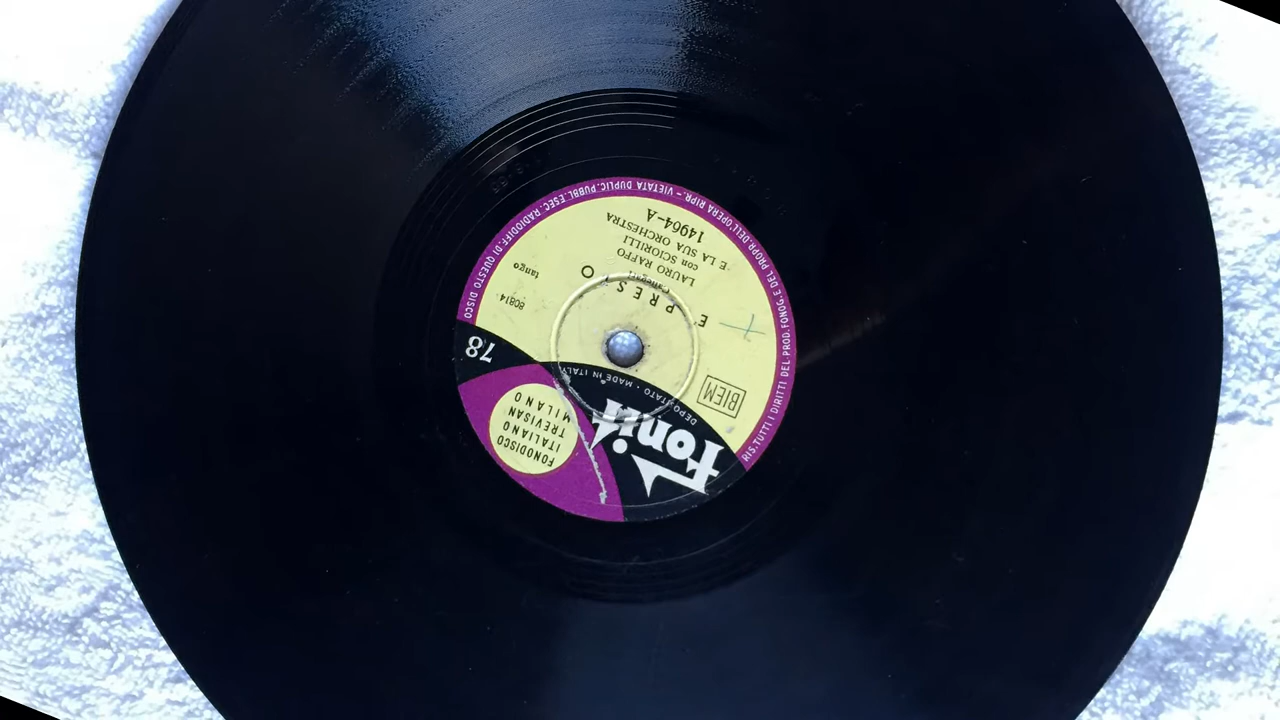 Fonit
DEPOSITATO · MADE IN ITALY
FONODISCO
ITALIANO
TREVISAN
MILANO
78
BIEM
80814
tango
LAURO RAFFO
con SCIORILLI
E LA SUA ORCHESTRA
14964-A
RIS. TUTTI I DIRITTI DEL PROD. FONOG. E PROPR. DELL'OPERA RIPR. - VIETATA DUPLIC. PUBBL. ESEC. RADIODIFF. DI QUESTO DISCO